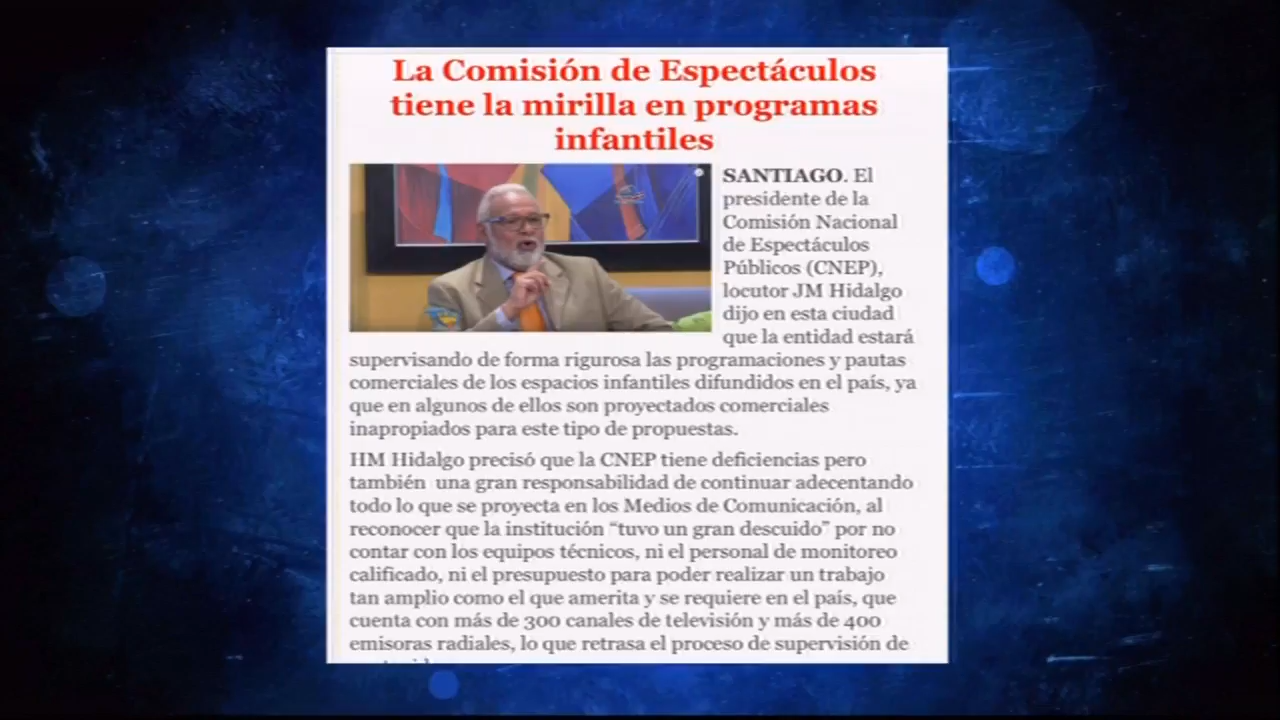 La Comisión de Espectáculos
tiene la mirilla en programas
infantiles
SANTIAGO. El
presidente de la
Comisión Nacional
de Espectáculos
Públicos (CNEP),
locutor JM Hidalgo
dijo en esta ciudad
que la entidad estará
supervisando de forma rigurosa las programaciones y pautas
comerciales de los espacios infantiles difundidos en el país, ya
que en algunos de ellos son proyectados comerciales
inapropiados para este tipo de propuestas.
HM Hidalgo precisó que la CNEP tiene deficiencias pero
también una gran responsabilidad de continuar adecentando
todo lo que se proyecta en los Medios de Comunicación, al
reconocer que la institución “tuvo un gran descuido” por no
contar con los equipos técnicos, ni el personal de monitoreo
calificado, ni el presupuesto para poder realizar un trabajo
tan amplio como el que amerita y se requiere en el país, que
cuenta con más de 300 canales de televisión y más de 400
emisoras radiales, lo que retrasa el proceso de supervisión de